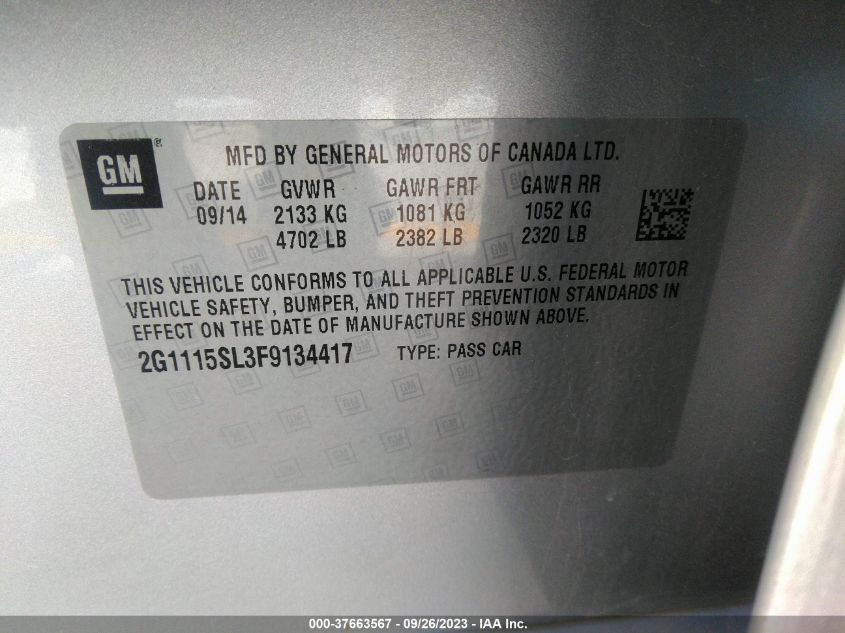 GM® MFD BY GENERAL MOTORS OF CANADA LTD.
DATE GVWR GAWR FRT GAWR RR
09/14 2133 KG 1081 KG 1052 KG
4702 LB 2382 LB 2320 LB
THIS VEHICLE CONFORMS TO ALL APPLICABLE U.S. FEDERAL MOTOR
VEHICLE SAFETY, BUMPER, AND THEFT PREVENTION STANDARDS IN
EFFECT ON THE DATE OF MANUFACTURE SHOWN ABOVE.
2G1115SL3F9134417 TYPE: PASS CAR
000-37663567 - 09/26/2023 - IAA Inc.